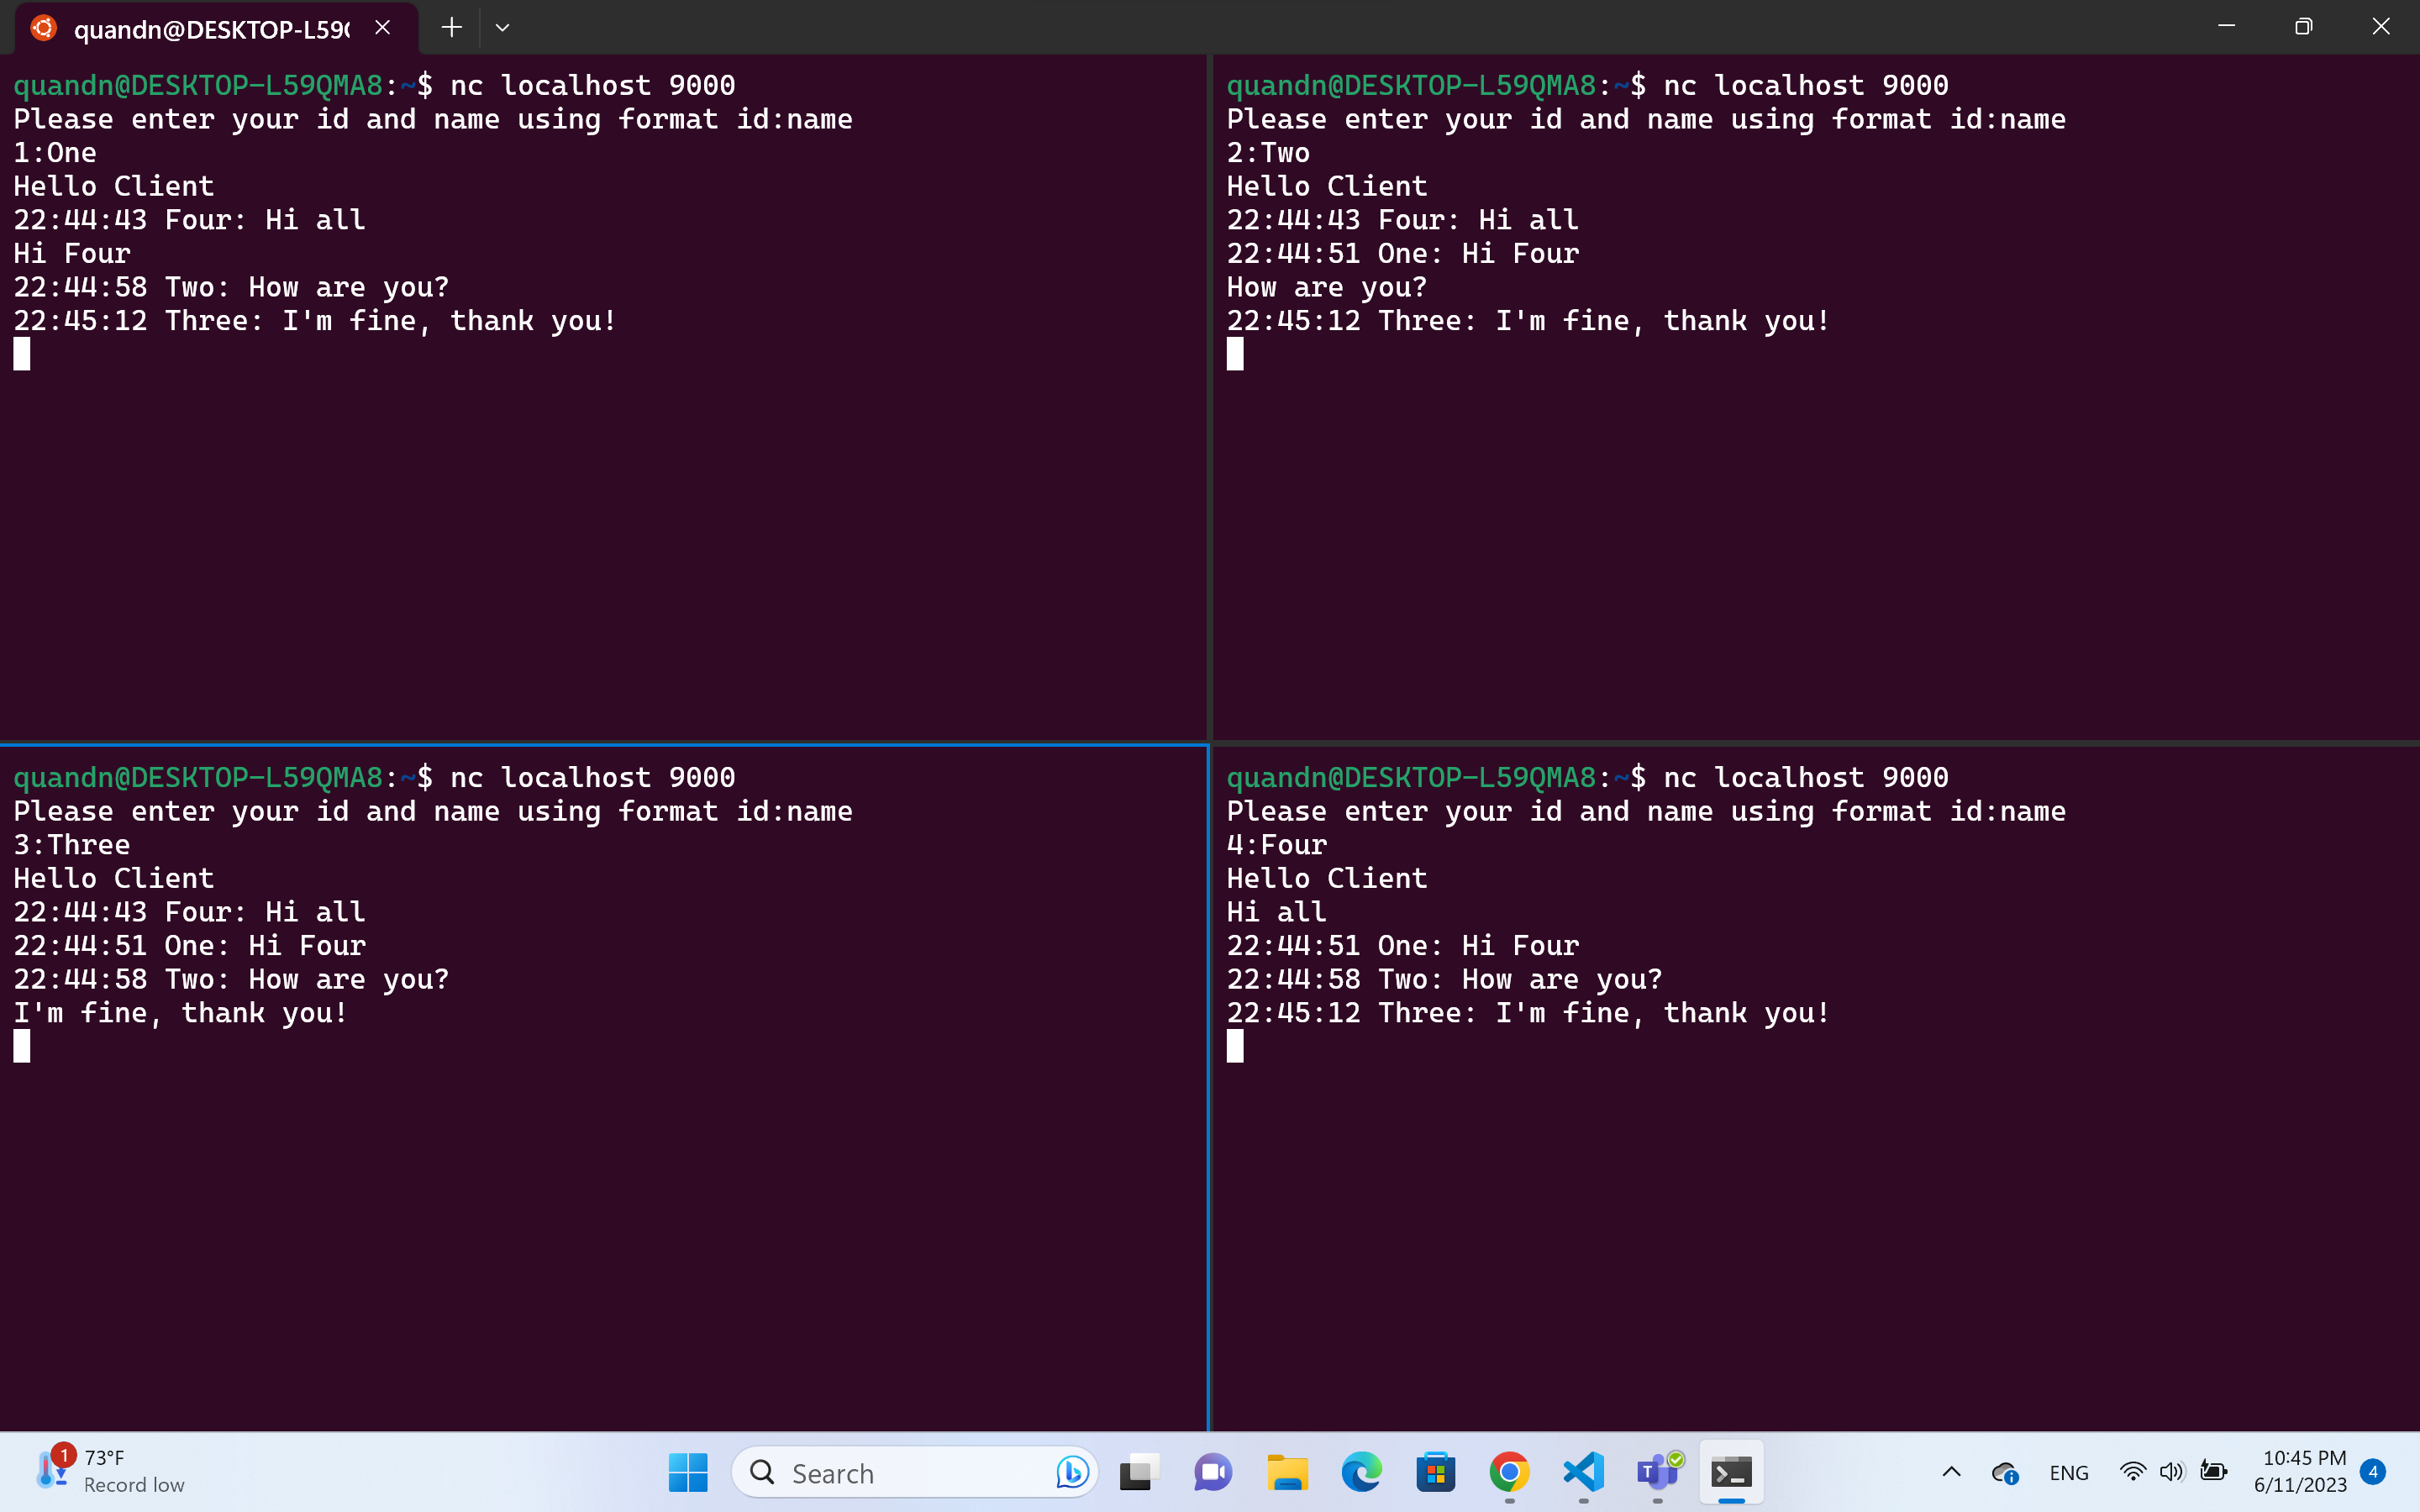 quandn@DESKTOP-L59
quandn@DESKTOP-L59QMA8:~$ nc localhost 9000
Please enter your id and name using format id:name
1:One
Hello Client
22:44:43 Four: Hi all
Hi Four
22:44:58 Two: How are you?
22:45:12 Three: I'm fine, thank you!
quandn@DESKTOP-L59QMA8:~$ nc localhost 9000
Please enter your id and name using format id:name
2:Two
Hello Client
22:44:43 Four: Hi all
22:44:51 One: Hi Four
How are you?
22:45:12 Three: I'm fine, thank you!
quandn@DESKTOP-L59QMA8:~$ nc localhost 9000
Please enter your id and name using format id:name
3:Three
Hello Client
22:44:43 Four: Hi all
22:44:51 One: Hi Four
22:44:58 Two: How are you?
I'm fine, thank you!
quandn@DESKTOP-L59QMA8:~$ nc localhost 9000
Please enter your id and name using format id:name
4:Four
Hello Client
Hi all
22:44:51 One: Hi Four
22:44:58 Two: How are you?
22:45:12 Three: I'm fine, thank you!
1
73°F
Record low
Search
T
ENG
10:45 PM
6/11/2023
4